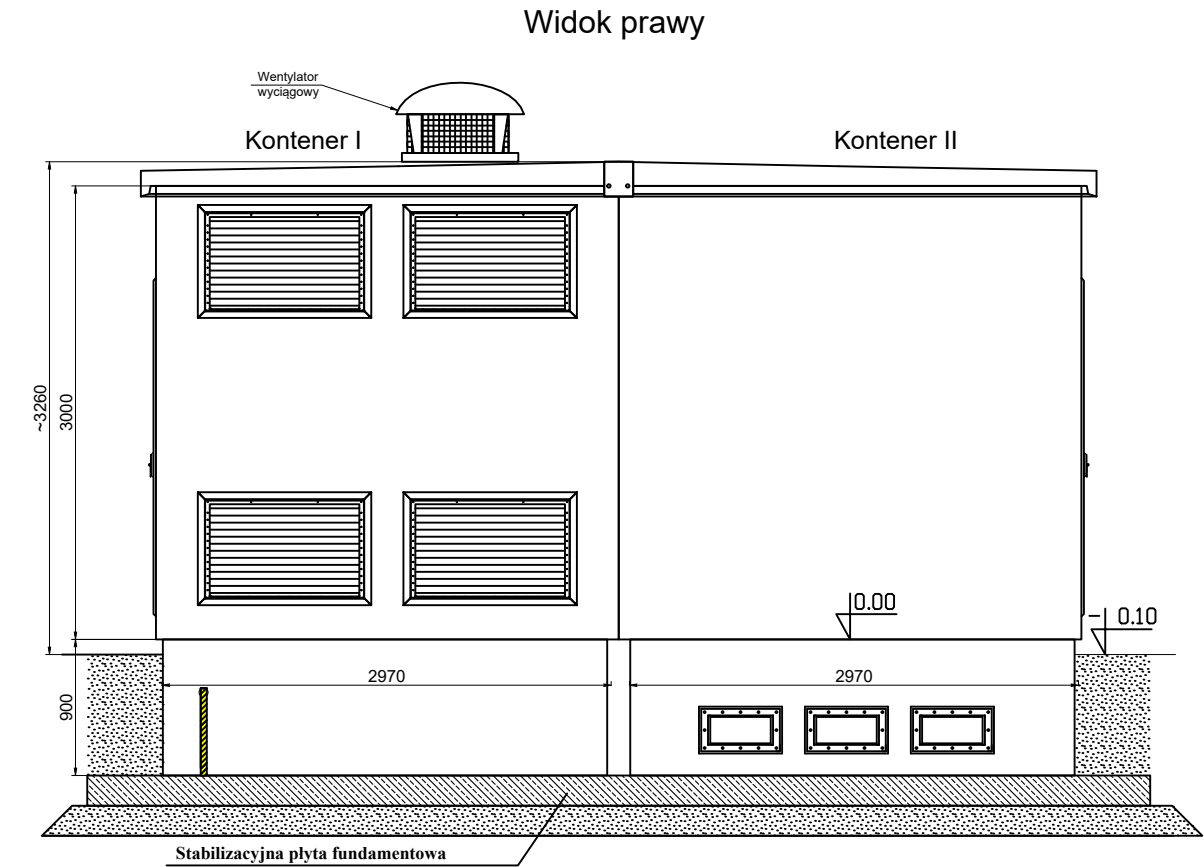 Widok prawy
Wentylator
wyciągowy
Kontener I
Kontener II
~3260
3000
0.00
- 0.10
2970
2970
900
Stabilizacyjna płyta fundamentowa